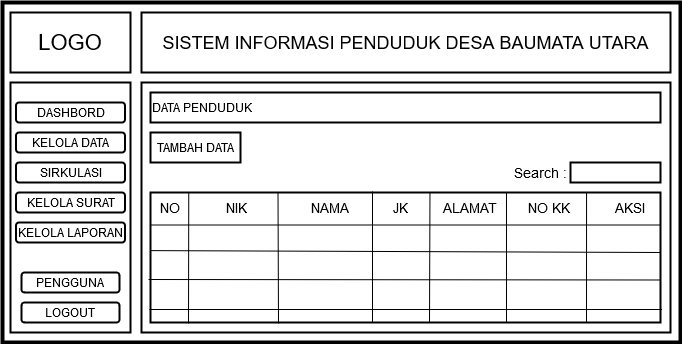 LOGO
SISTEM INFORMASI PENDUDUK DESA BAUMATA UTARA
DASHBORD
KELOLA DATA
SIRKULASI
KELOLA SURAT
KELOLA LAPORAN
PENGGUNA
LOGOUT
DATA PENDUDUK
TAMBAH DATA
Search :
NO NIK NAMA JK ALAMAT NO KK AKSI